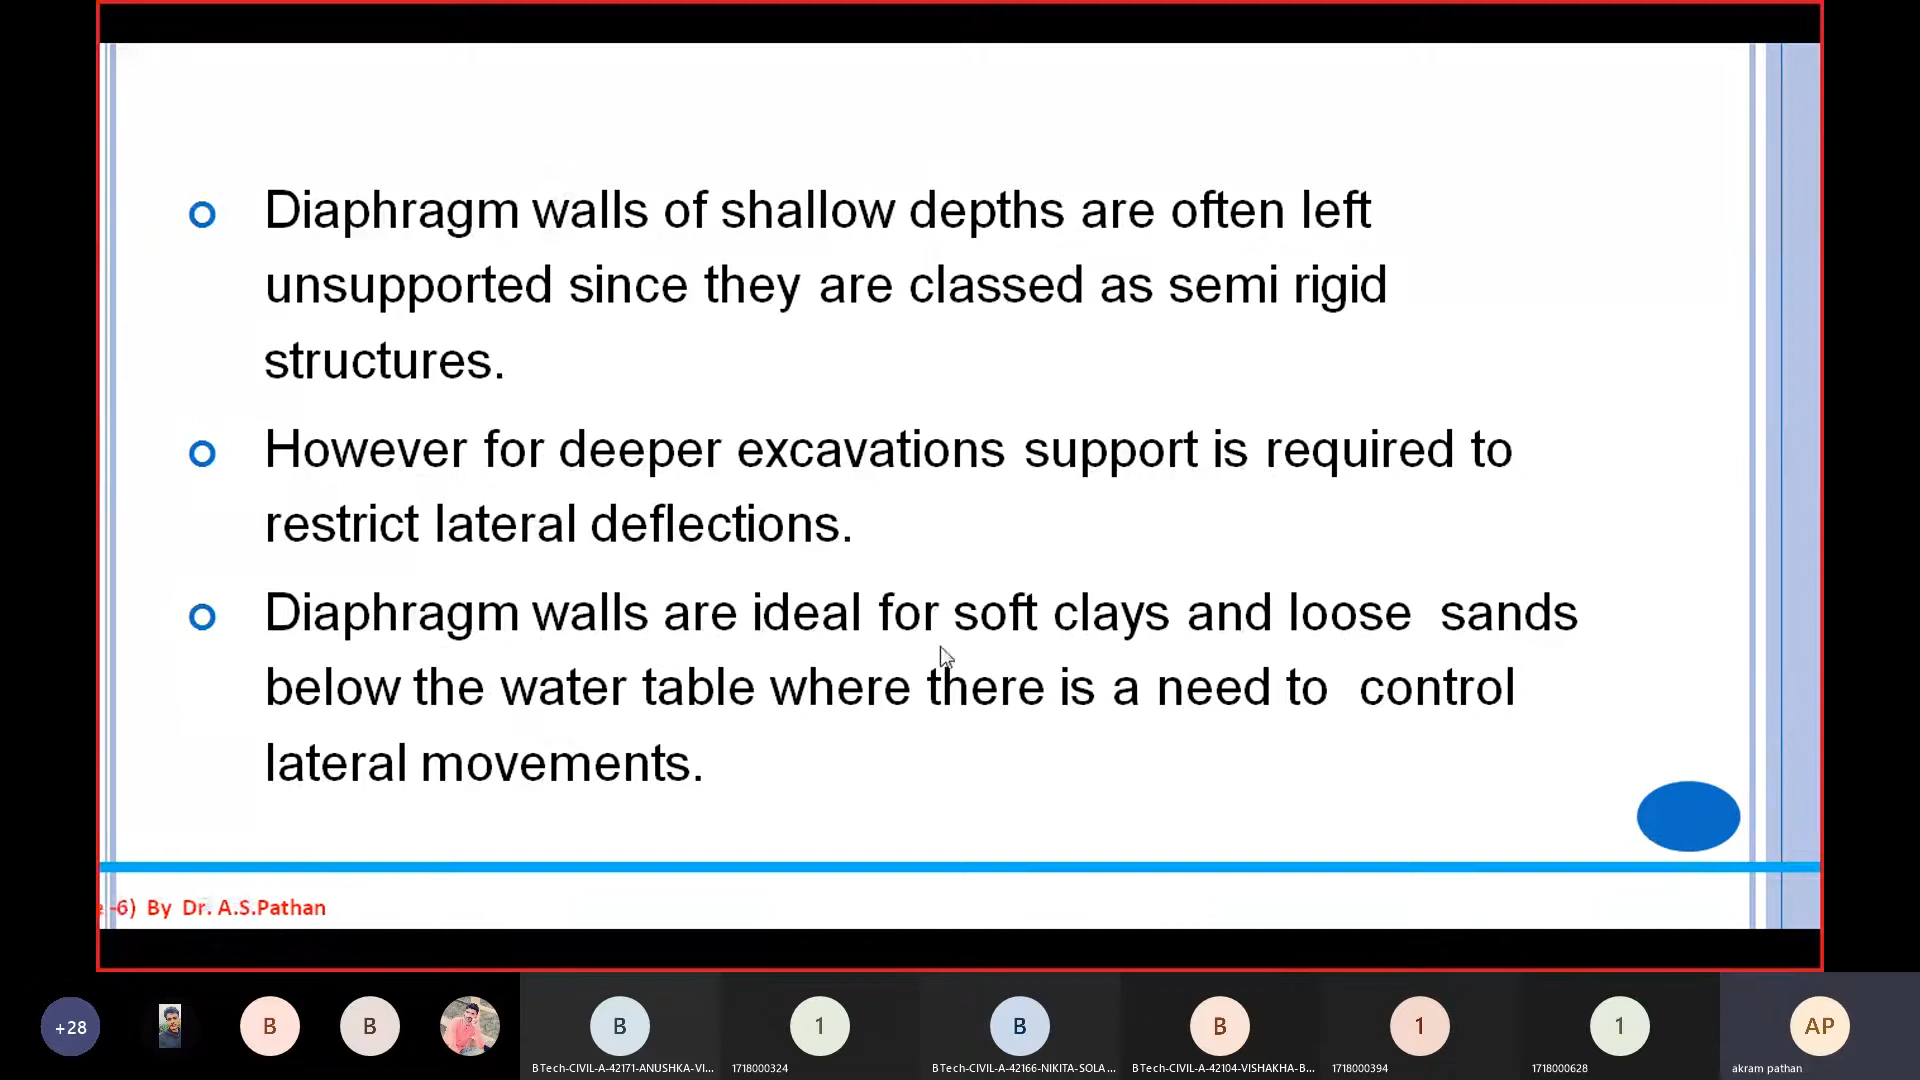 Diaphragm walls of shallow depths are often left
unsupported since they are classed as semi rigid
structures.
However for deeper excavations support is required to
restrict lateral deflections.
Diaphragm walls are ideal for soft clays and loose sands
below the water table where there is a need to control
lateral movements.
-6) By Dr. A.S.Pathan
+28
B
B
B
1
B
B
1
1
AP
BTech-CIVIL-A-42171-ANUSHKA-VI...
1718000324
BTech-CIVIL-A-42166-NIKITA-SOLA...
BTech-CIVIL-A-42104-VISHAKHA-B...
1718000394
1718000628
akram pathan